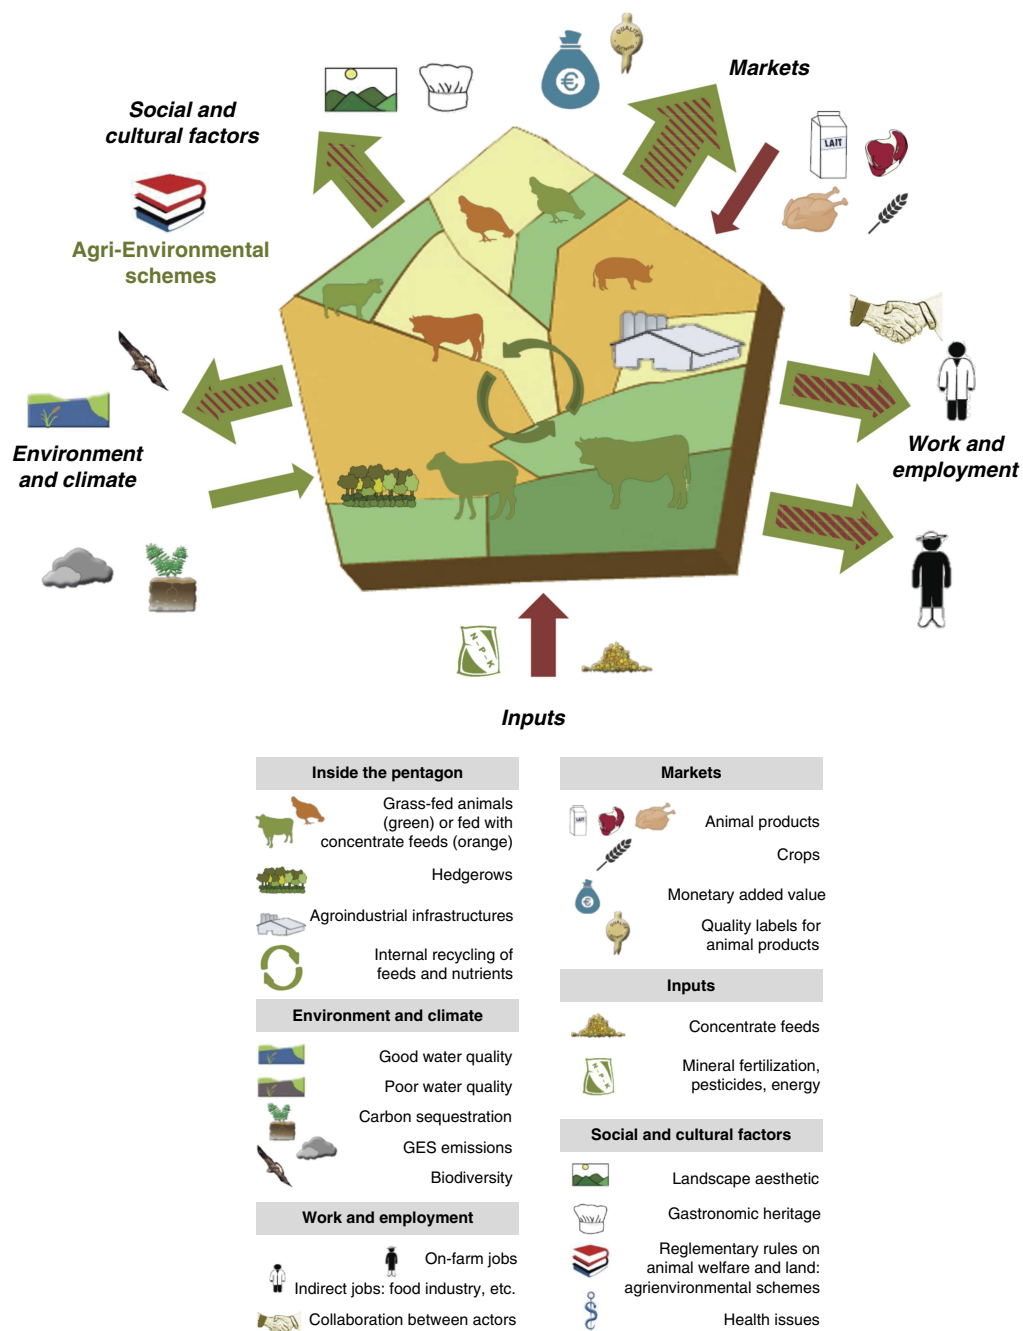 QUALITÉ
Markets
Social and
cultural factors
LAIT
Agri-Environmental
schemes
€
Environment
and climate
Work and
employment
N-P-K
Inputs
Inside the pentagon
Grass-fed animals
(green) or fed with
concentrate feeds (orange)
Hedgerows
Agroindustrial infrastructures
Internal recycling of
feeds and nutrients
Environment and climate
Good water quality
Poor water quality
Carbon sequestration
GES emissions
Biodiversity
Work and employment
On-farm jobs
Indirect jobs: food industry, etc.
Collaboration between actors
Markets
LAIT
Animal products
Crops
€
Monetary added value
Quality labels for
animal products
Inputs
Concentrate feeds
N-P-K
Mineral fertilization,
pesticides, energy
Social and cultural factors
Landscape aesthetic
Gastronomic heritage
Reglementary rules on
animal welfare and land:
agrienvironmental schemes
Health issues